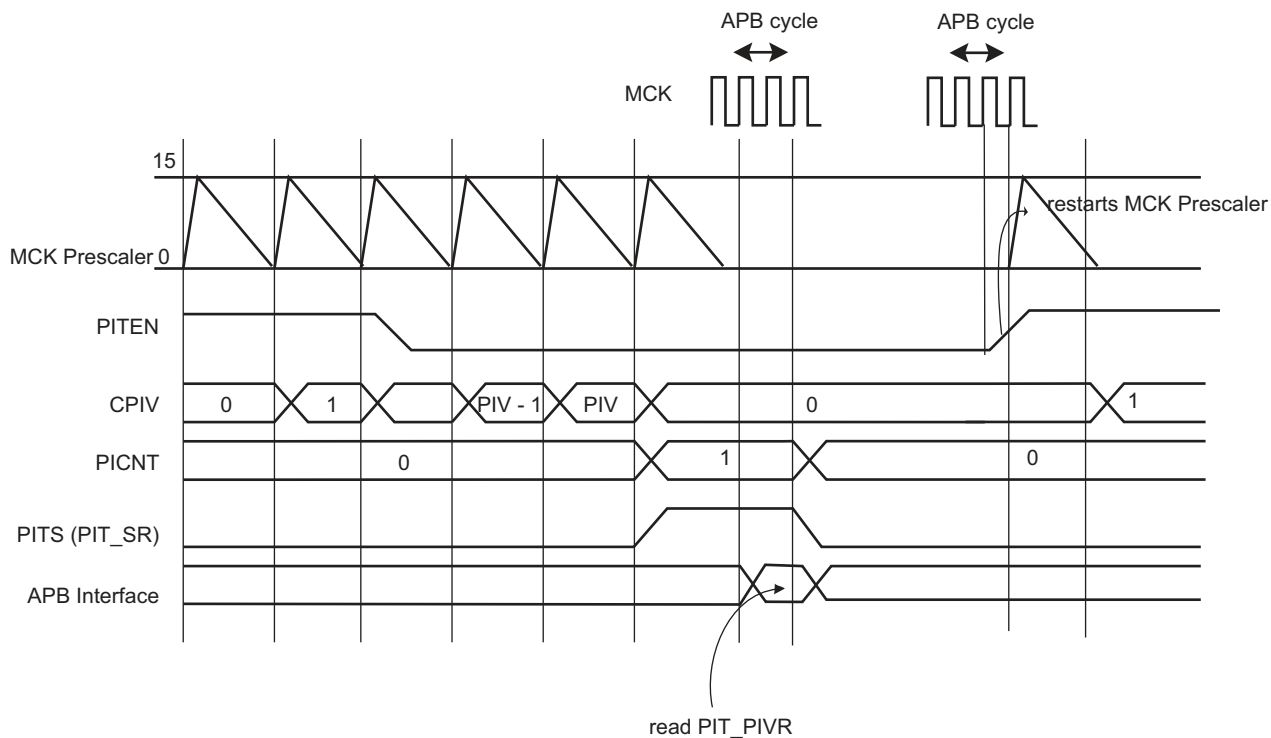 APB cycle
APB cycle
MCK
15
restarts MCK Prescaler
MCK Prescaler 0
PITEN
CPIV
0
1
PIV - 1
PIV
0
1
PICNT
0
1
0
PITS (PIT_SR)
APB Interface
read PIT_PIVR